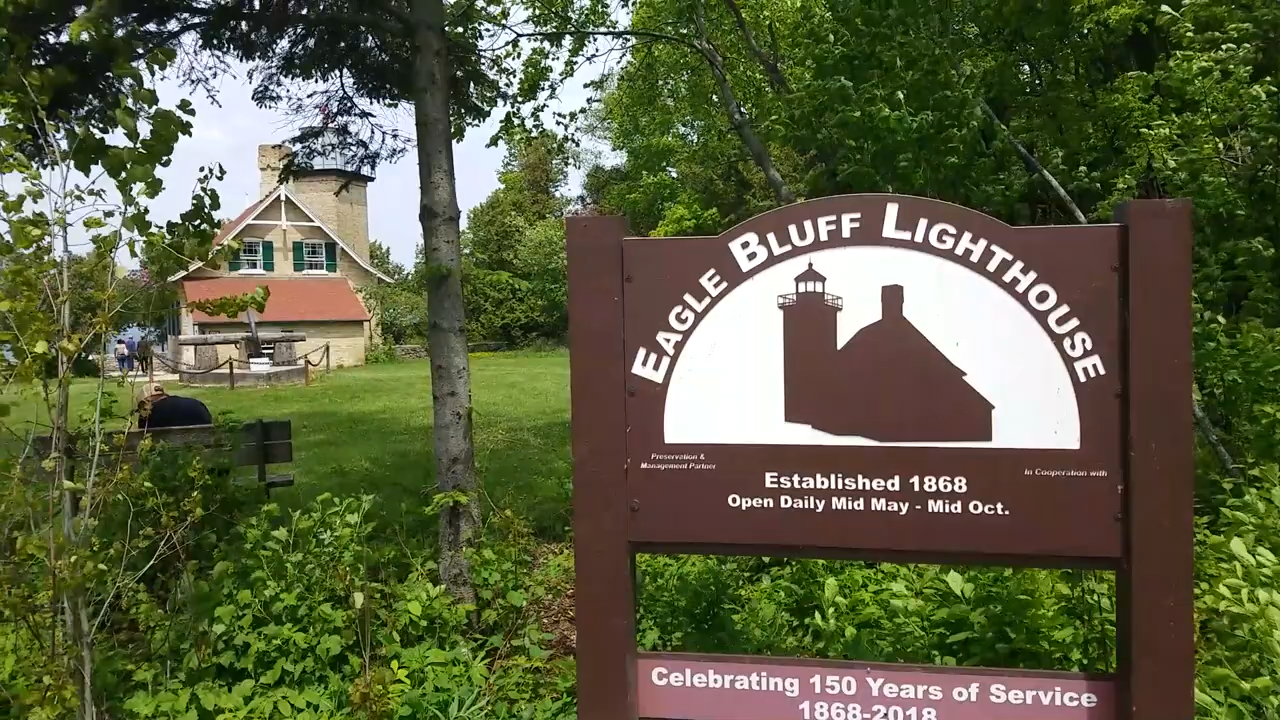 Eagle Bluff Lighthouse
Preservation &
Management Partner
In Cooperation with
Established 1868
Open Daily Mid May - Mid Oct.
Celebrating 150 Years of Service
1868-2018